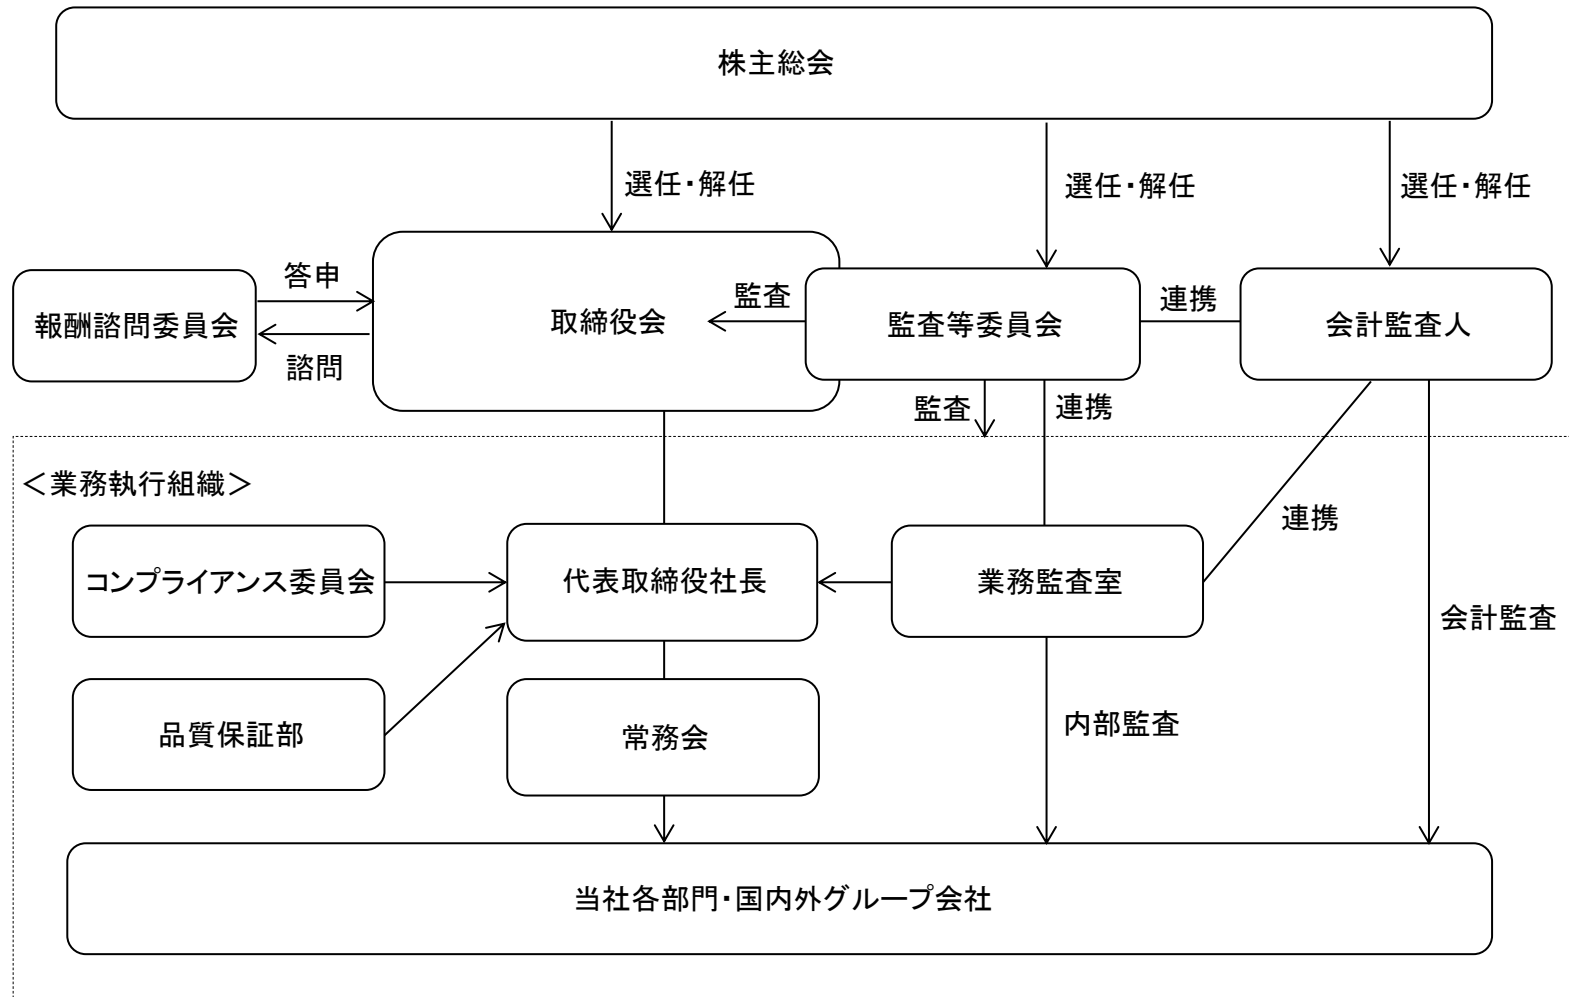 株主総会
選任・解任
選任・解任
選任・解任
答申
報酬諮問委員会
諮問
取締役会
監査
監査等委員会
連携
会計監査人
監査
連携
＜業務執行組織＞
連携
コンプライアンス委員会
代表取締役社長
業務監査室
会計監査
品質保証部
常務会
内部監査
当社各部門・国内外グループ会社